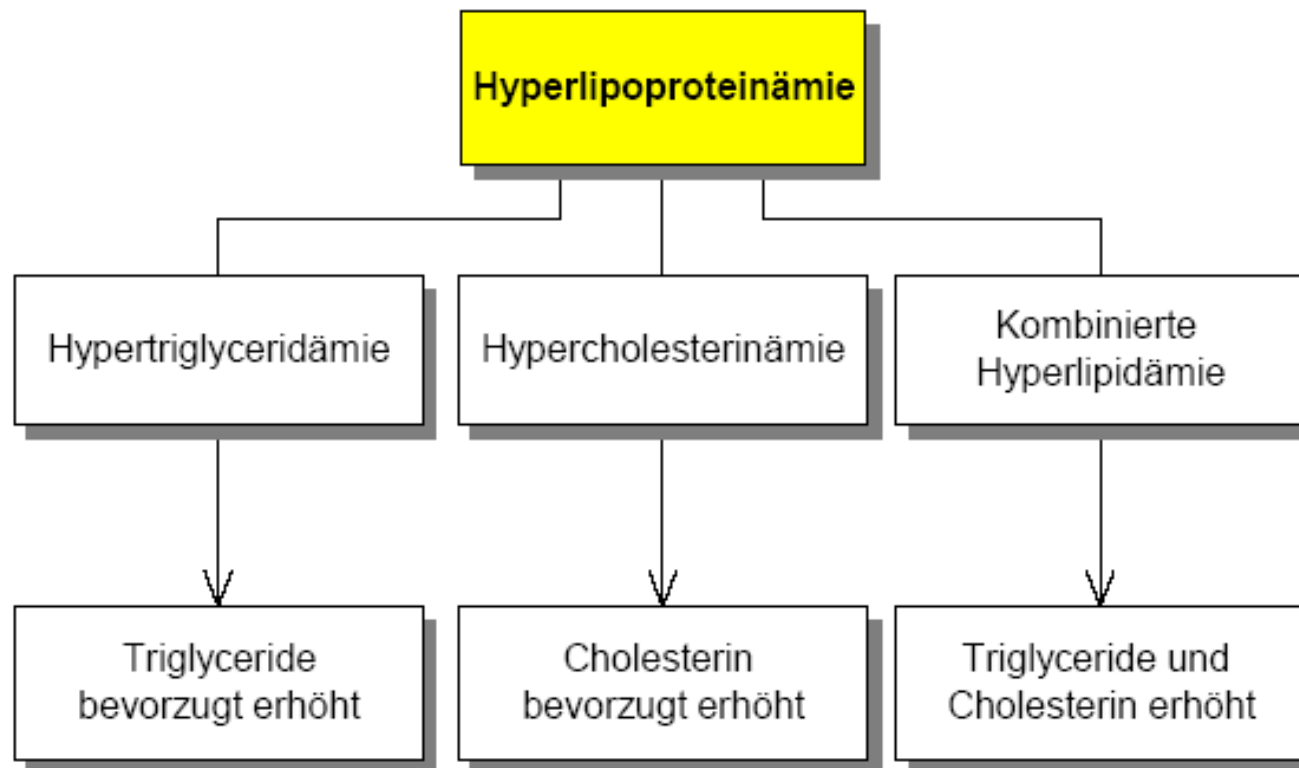 Hyperlipoproteinämie
Hypertriglyceridämie
Hypercholesterinämie
Kombinierte
Hyperlipidämie
Triglyceride
bevorzugt erhöht
Cholesterin
bevorzugt erhöht
Triglyceride und
Cholesterin erhöht